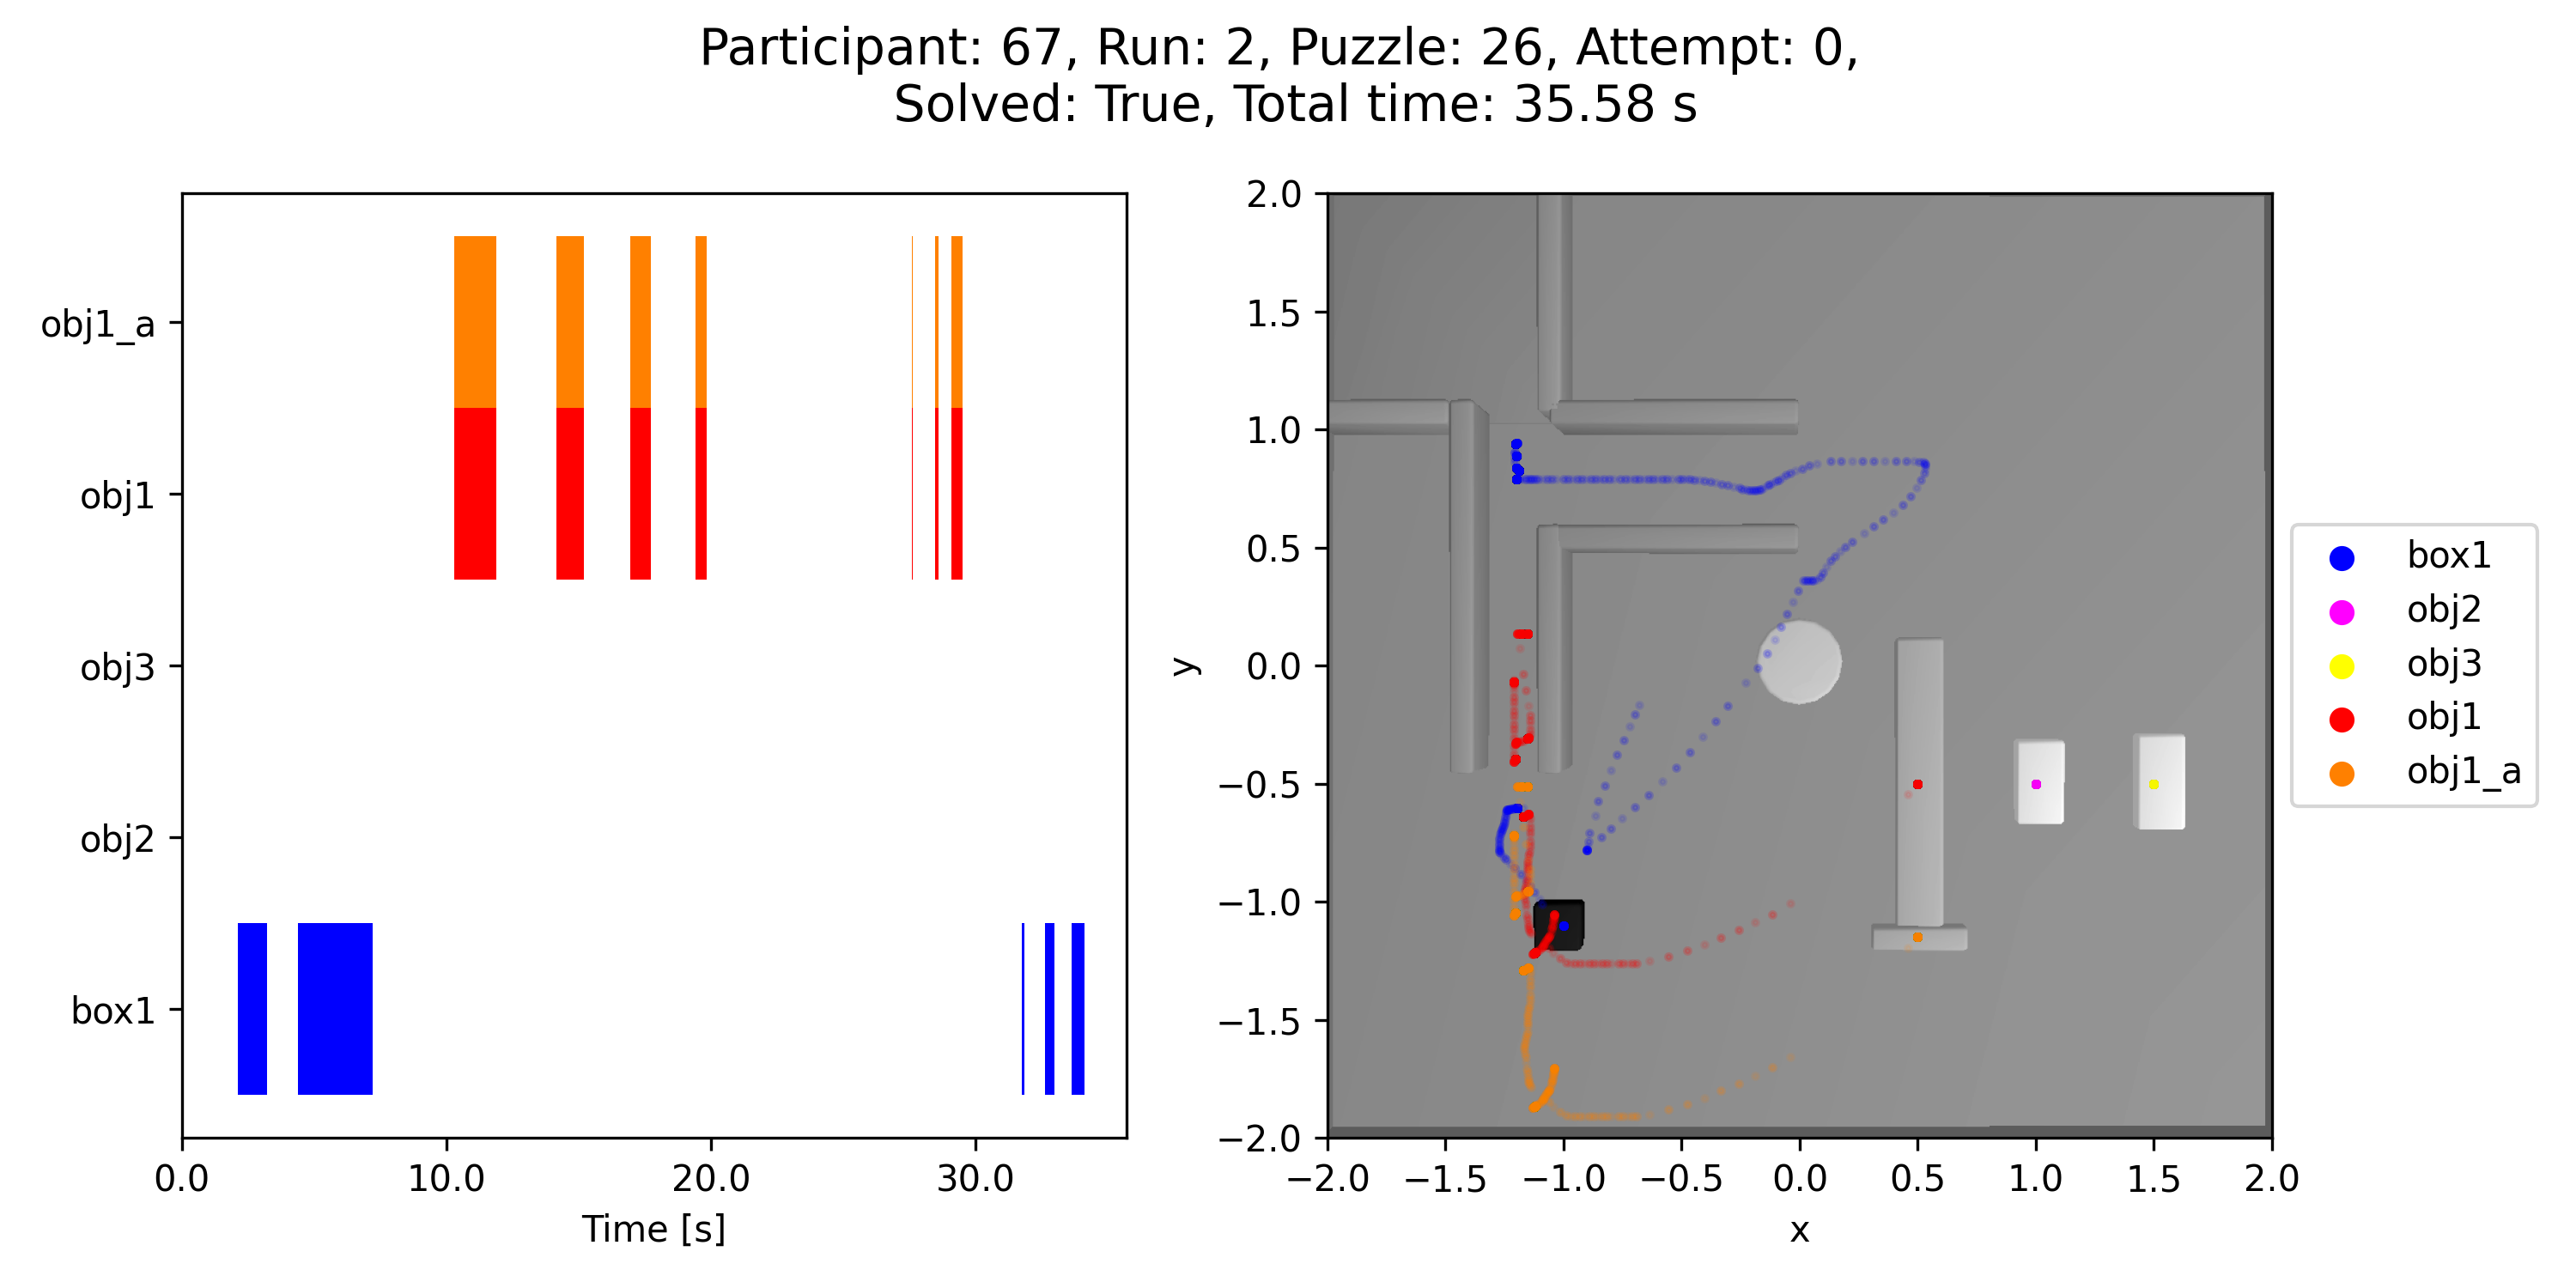 Participant: 67, Run: 2, Puzzle: 26, Attempt: 0,
Solved: True, Total time: 35.58 s
obj1_a
obj1
obj3
obj2
box1
0.0 10.0 20.0 30.0
Time [s]
2.0
1.5
1.0
0.5
0.0
−0.5
−1.0
−1.5
−2.0
y
−2.0 −1.5 −1.0 −0.5 0.0 0.5 1.0 1.5 2.0
x
box1
obj2
obj3
obj1
obj1_a